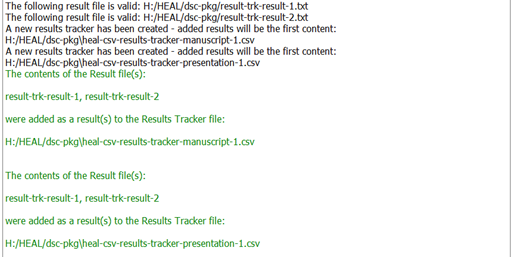 The following result file is valid: H:/HEAL/dsc-pkg/result-trk-result-1.txt
The following result file is valid: H:/HEAL/dsc-pkg/result-trk-result-2.txt
A new results tracker has been created - added results will be the first content:
H:/HEAL/dsc-pkg\heal-csv-results-tracker-manuscript-1.csv
A new results tracker has been created - added results will be the first content:
H:/HEAL/dsc-pkg\heal-csv-results-tracker-presentation-1.csv
The contents of the Result file(s):
result-trk-result-1, result-trk-result-2
were added as a result(s) to the Results Tracker file:
H:/HEAL/dsc-pkg\heal-csv-results-tracker-manuscript-1.csv
The contents of the Result file(s):
result-trk-result-1, result-trk-result-2
were added as a result(s) to the Results Tracker file:
H:/HEAL/dsc-pkg\heal-csv-results-tracker-presentation-1.csv